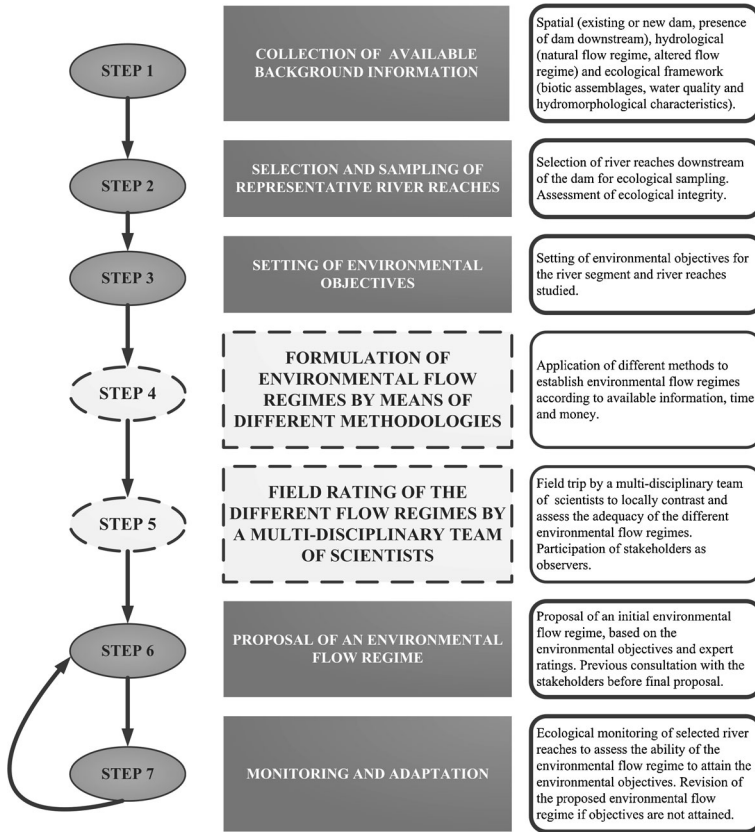 STEP 1
COLLECTION OF AVAILABLE
BACKGROUND INFORMATION
Spatial (existing or new dam, presence
of dam downstream), hydrological
(natural flow regime, altered flow
regime) and ecological framework
(biotic assemblages, water quality and
hydromorphological characteristics).
STEP 2
SELECTION AND SAMPLING OF
REPRESENTATIVE RIVER REACHES
Selection of river reaches downstream
of the dam for ecological sampling.
Assessment of ecological integrity.
STEP 3
SETTING OF ENVIRONMENTAL
OBJECTIVES
Setting of environmental objectives for
the river segment and river reaches
studied.
STEP 4
FORMULATION OF
ENVIRONMENTAL FLOW
REGIMES BY MEANS OF
DIFFERENT METHODOLOGIES
Application of different methods to
establish environmental flow regimes
according to available information, time
and money.
STEP 5
FIELD RATING OF THE
DIFFERENT FLOW REGIMES BY
A MULTI-DISCIPLINARY TEAM
OF SCIENTISTS
Field trip by a multi-disciplinary team
of scientists to locally contrast and
assess the adequacy of the different
environmental flow regimes.
Participation of stakeholders as
observers.
STEP 6
PROPOSAL OF AN ENVIRONMENTAL
FLOW REGIME
Proposal of an initial environmental
flow regime, based on the
environmental objectives and expert
ratings. Previous consultation with the
stakeholders before final proposal.
STEP 7
MONITORING AND ADAPTATION
Ecological monitoring of selected river
reaches to assess the ability of the
environmental flow regime to attain the
environmental objectives. Revision of
the proposed environmental flow
regime if objectives are not attained.